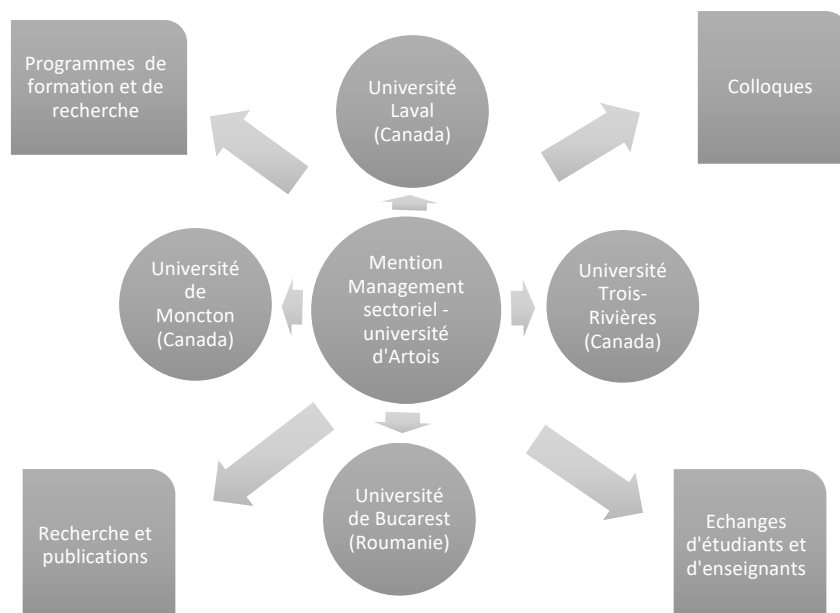 Programmes de
formation et de
recherche
Université
Laval
(Canada)
Colloques
Université
de
Moncton
(Canada)
Mention
Management
sectoriel -
université
d'Artois
Université
Trois-
Rivières
(Canada)
Recherche et
publications
Université
de Bucarest
(Roumanie)
Echanges
d'étudiants et
d'enseignants